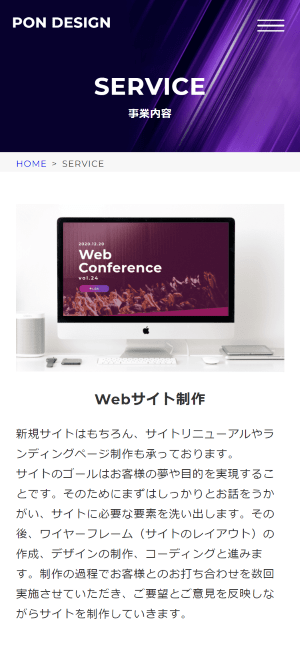 PON DESIGN
SERVICE
事業内容
HOME > SERVICE
2020.12.20
Web
Conference
vol.24
Webサイト制作
新規サイトはもちろん、サイトリニューアルやラ
ンディングページ制作も承っております。
サイトのゴールはお客様の夢や目的を実現するこ
とです。そのためにまずはしっかりとお話をうか
がい、サイトに必要な要素を洗い出します。その
後、ワイヤーフレーム（サイトのレイアウト）の
作成、デザインの制作、コーディングと進みま
す。制作の過程でお客様とのお打ち合わせを数回
実施させていただき、ご要望とご意見を反映しな
がらサイトを制作していきます。